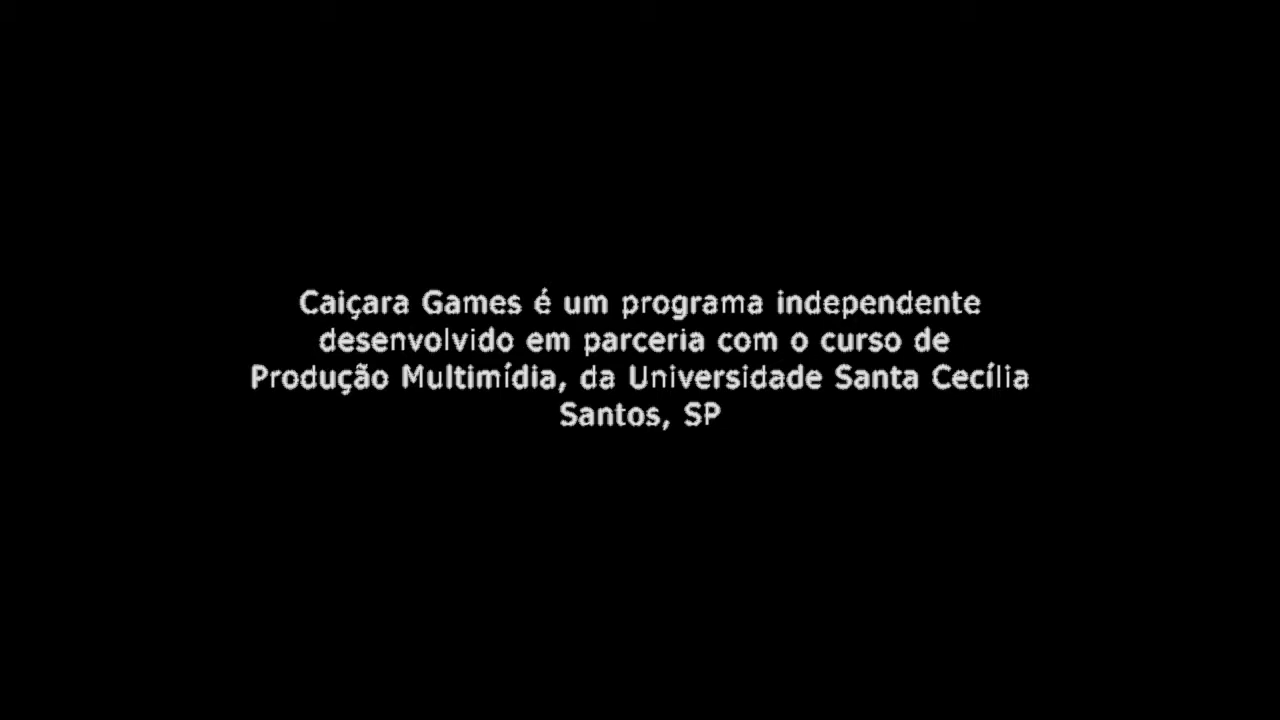 Caiçara Games é um programa independente
desenvolvido em parceria com o curso de
Produção Multimídia, da Universidade Santa Cecília
Santos, SP